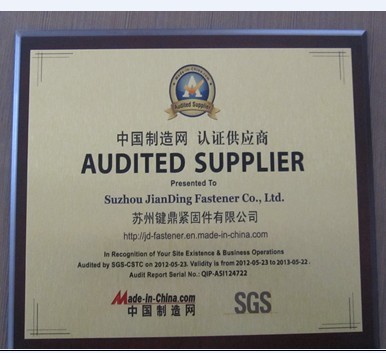 Audited Supplier
中国制造网 认证供应商
AUDITED SUPPLIER
Presented To
Suzhou JianDing Fastener Co., Ltd.
苏州键鼎紧固件有限公司
http://jd-fastener.en.made-in-china.com
In Recognition of Your Site Existence & Business Operations
Audited by SGS-CSTC on 2012-05-23. Validity is from 2012-05-23 to 2013-05-22.
Audit Report Serial No.: QIP-ASI124722
Made-in-China.com
中国制造网
SGS